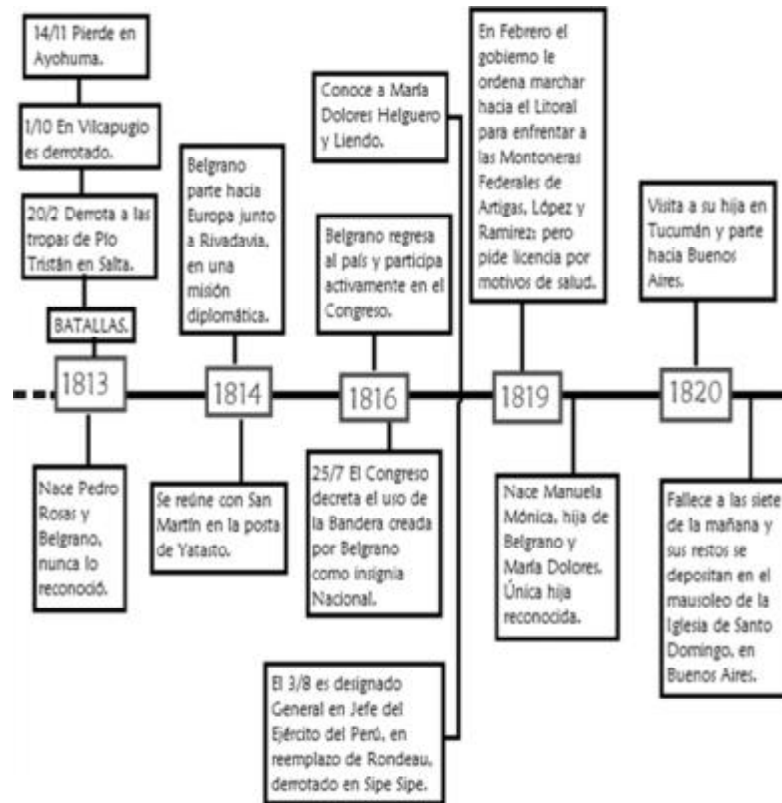 14/11 Pierde en
Ayohuma.
1/10 En Vilcapugio
es derrotado.
20/2 Derrota a las
tropas de Pío
Tristán en Salta.
BATALLAS.
1813
Nace Pedro
Rosas y
Belgrano,
nunca lo
reconoció.
Belgrano
parte hacia
Europa junto
a Rivadavia,
en una
misión
diplomática.
1814
Se reúne con San
Martín en la posta
de Yatasto.
Conoce a María
Dolores Helguero
y Liendo.
Belgrano regresa
al país y participa
activamente en el
Congreso.
1816
25/7 El Congreso
decreta el uso de
la Bandera creada
por Belgrano
como insignia
Nacional.
El 3/8 es designado
General en Jefe del
Ejército del Perú, en
reemplazo de Rondeau,
derrotado en Sipe Sipe.
En Febrero el
gobierno le
ordena marchar
hacia el Litoral
para enfrentar a
las Montoneras
Federales de
Artigas, López y
Ramirez; pero
pide licencia por
motivos de salud.
1819
Nace Manuela
Mónica, hija de
Belgrano y
María Dolores.
Única hija
reconocida.
Visita a su hija en
Tucumán y parte
hacia Buenos
Aires.
1820
Fallece a las siete
de la mañana y
sus restos se
depositan en el
mausoleo de la
Iglesia de Santo
Domingo, en
Buenos Aires.